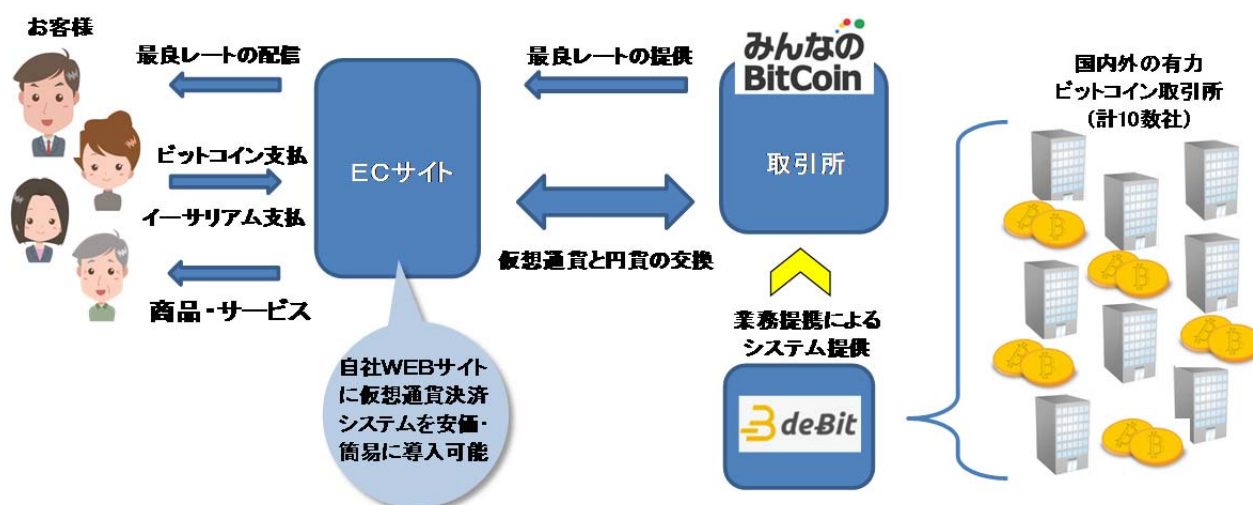 お客様
最良レートの配信
ビットコイン支払
イーサリアム支払
商品・サービス
ECサイト
自社WEBサイト
に仮想通貨決済
システムを安価・
簡易に導入可能
最良レートの提供
仮想通貨と円貨の交換
みんなの
BitCoin
取引所
業務提携による
システム提供
deBit
国内外の有力
ビットコイン取引所
(計10数社)